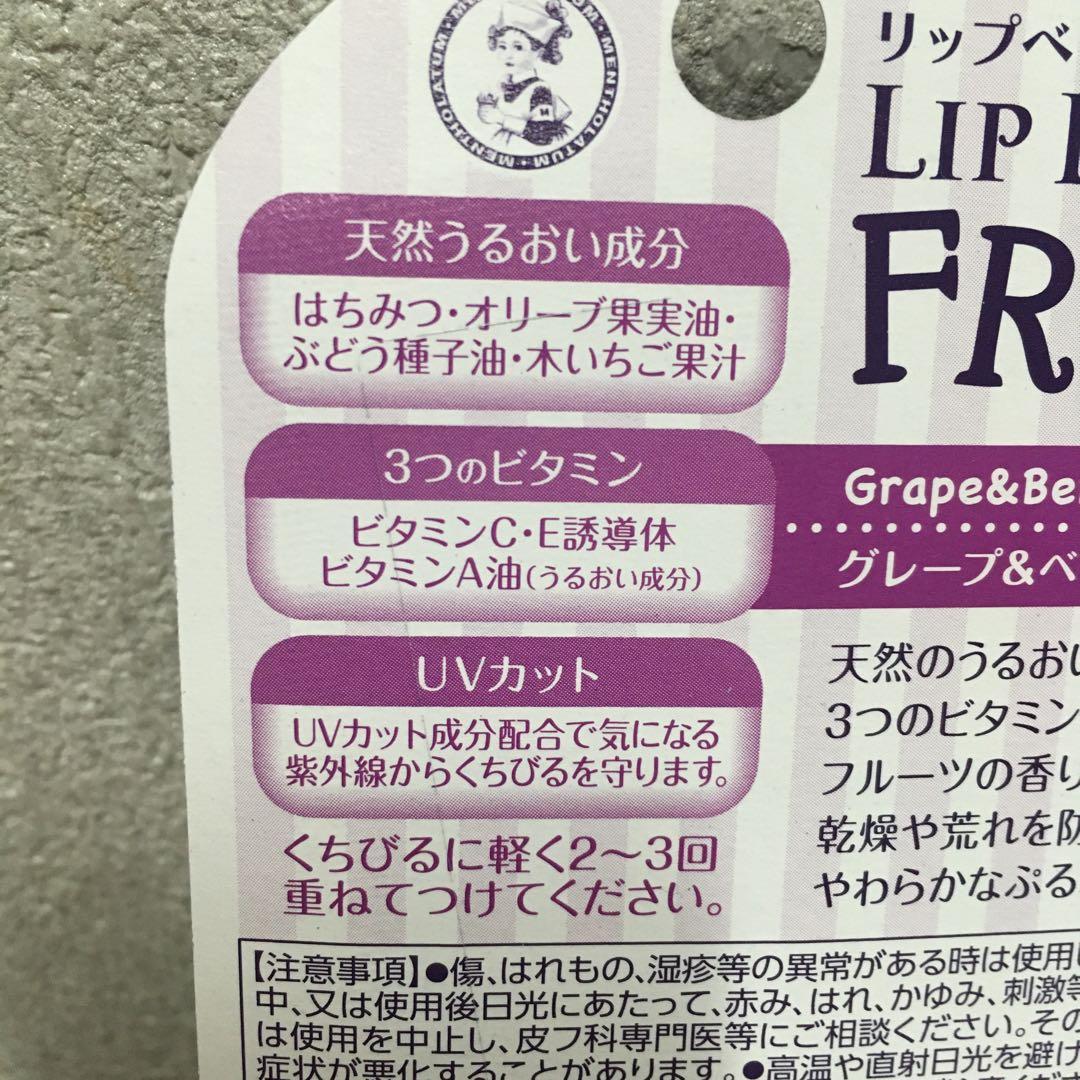 MENTHOLATUM・MENTHOLATUM
リップベ
LIP
FR
天然うるおい成分
はちみつ・オリーブ果実油・
ぶどう種子油・木いちご果汁
3つのビタミン
ビタミンC・E誘導体
ビタミンA油(うるおい成分)
Grape&Be
グレープ&ベ
UVカット
UVカット成分配合で気になる
紫外線からくちびるを守ります。
天然のうるおい
3つのビタミン
フルーツの香り
乾燥や荒れを防
やわらかなぷる
くちびるに軽く2〜3回
重ねてつけてください。
【注意事項】●傷、はれもの、湿疹等の異常がある時は使用し
中、又は使用後日光にあたって、赤み、はれ、かゆみ、刺激等
は使用を中止し、皮フ科専門医等にご相談ください。その
症状が悪化することがあります。●高温や直射日光を避け